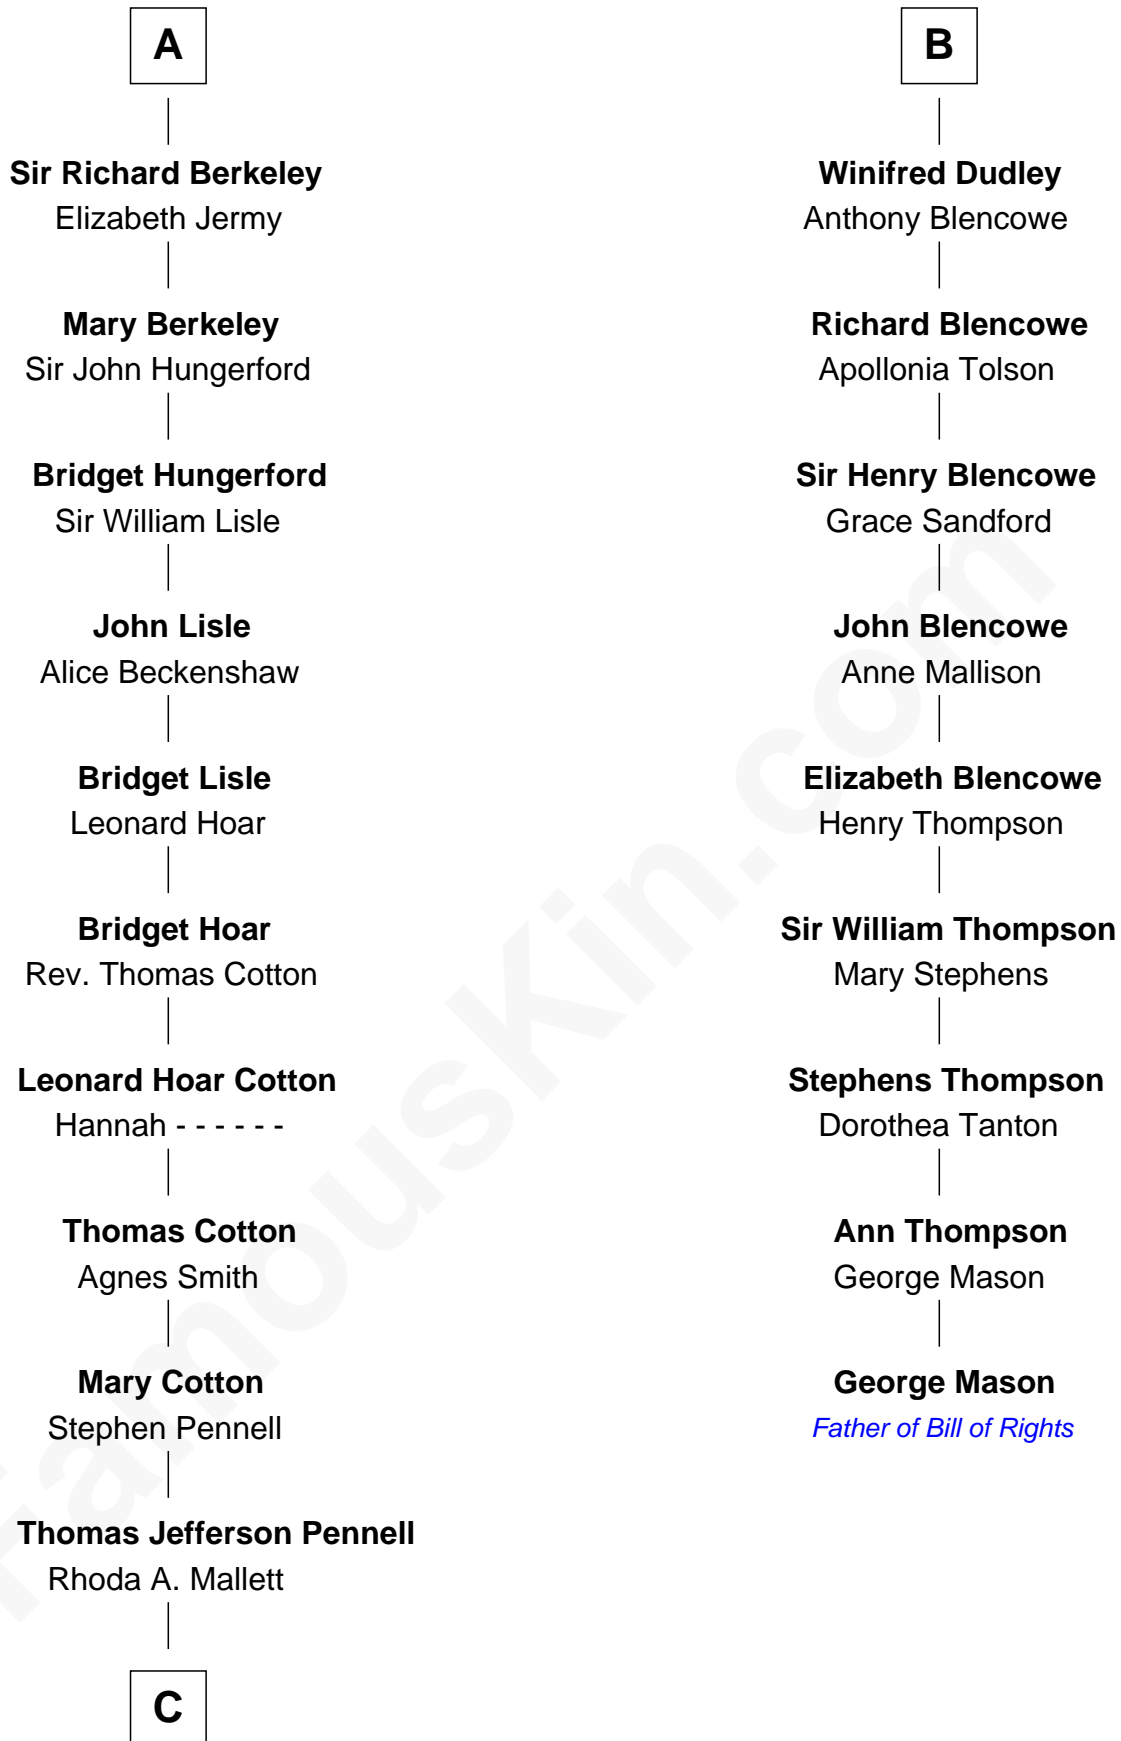 A
Sir Richard Berkeley
Elizabeth Jermy
Mary Berkeley
Sir John Hungerford
Bridget Hungerford
Sir William Lisle
John Lisle
Alice Beckenshaw
Bridget Lisle
Leonard Hoar
Bridget Hoar
Rev. Thomas Cotton
Leonard Hoar Cotton
Hannah - - - - - -
Thomas Cotton
Agnes Smith
Mary Cotton
Stephen Pennell
Thomas Jefferson Pennell
Rhoda A. Mallett
C
B
Winifred Dudley
Anthony Blencowe
Richard Blencowe
Apollonia Tolson
Sir Henry Blencowe
Grace Sandford
John Blencowe
Anne Mallison
Elizabeth Blencowe
Henry Thompson
Sir William Thompson
Mary Stephens
Stephens Thompson
Dorothea Tanton
Ann Thompson
George Mason
George Mason
Father of Bill of Rights
FamousKin.com